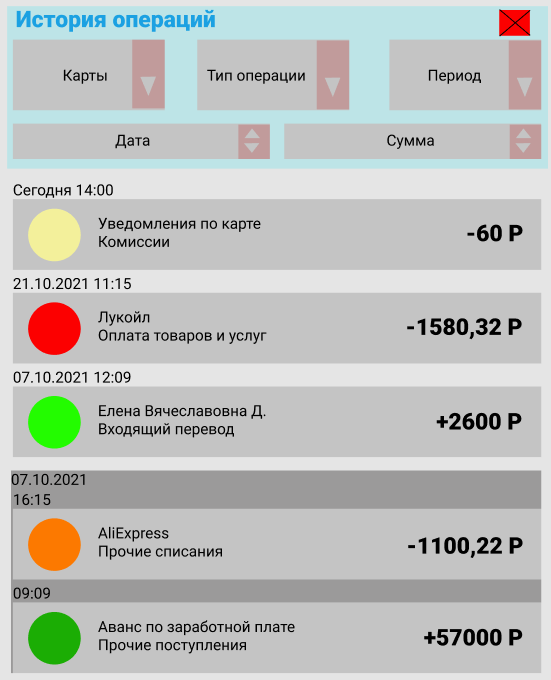 История операций
Карты
Тип операции
Период
Дата
Сумма
Сегодня 14:00
Уведомления по карте
Комиссии
-60 Р
21.10.2021 11:15
Лукойл
Оплата товаров и услуг
-1580,32 Р
07.10.2021 12:09
Елена Вячеславовна Д.
Входящий перевод
+2600 Р
07.10.2021
16:15
AliExpress
Прочие списания
-1100,22 Р
09:09
Аванс по заработной плате
Прочие поступления
+57000 Р